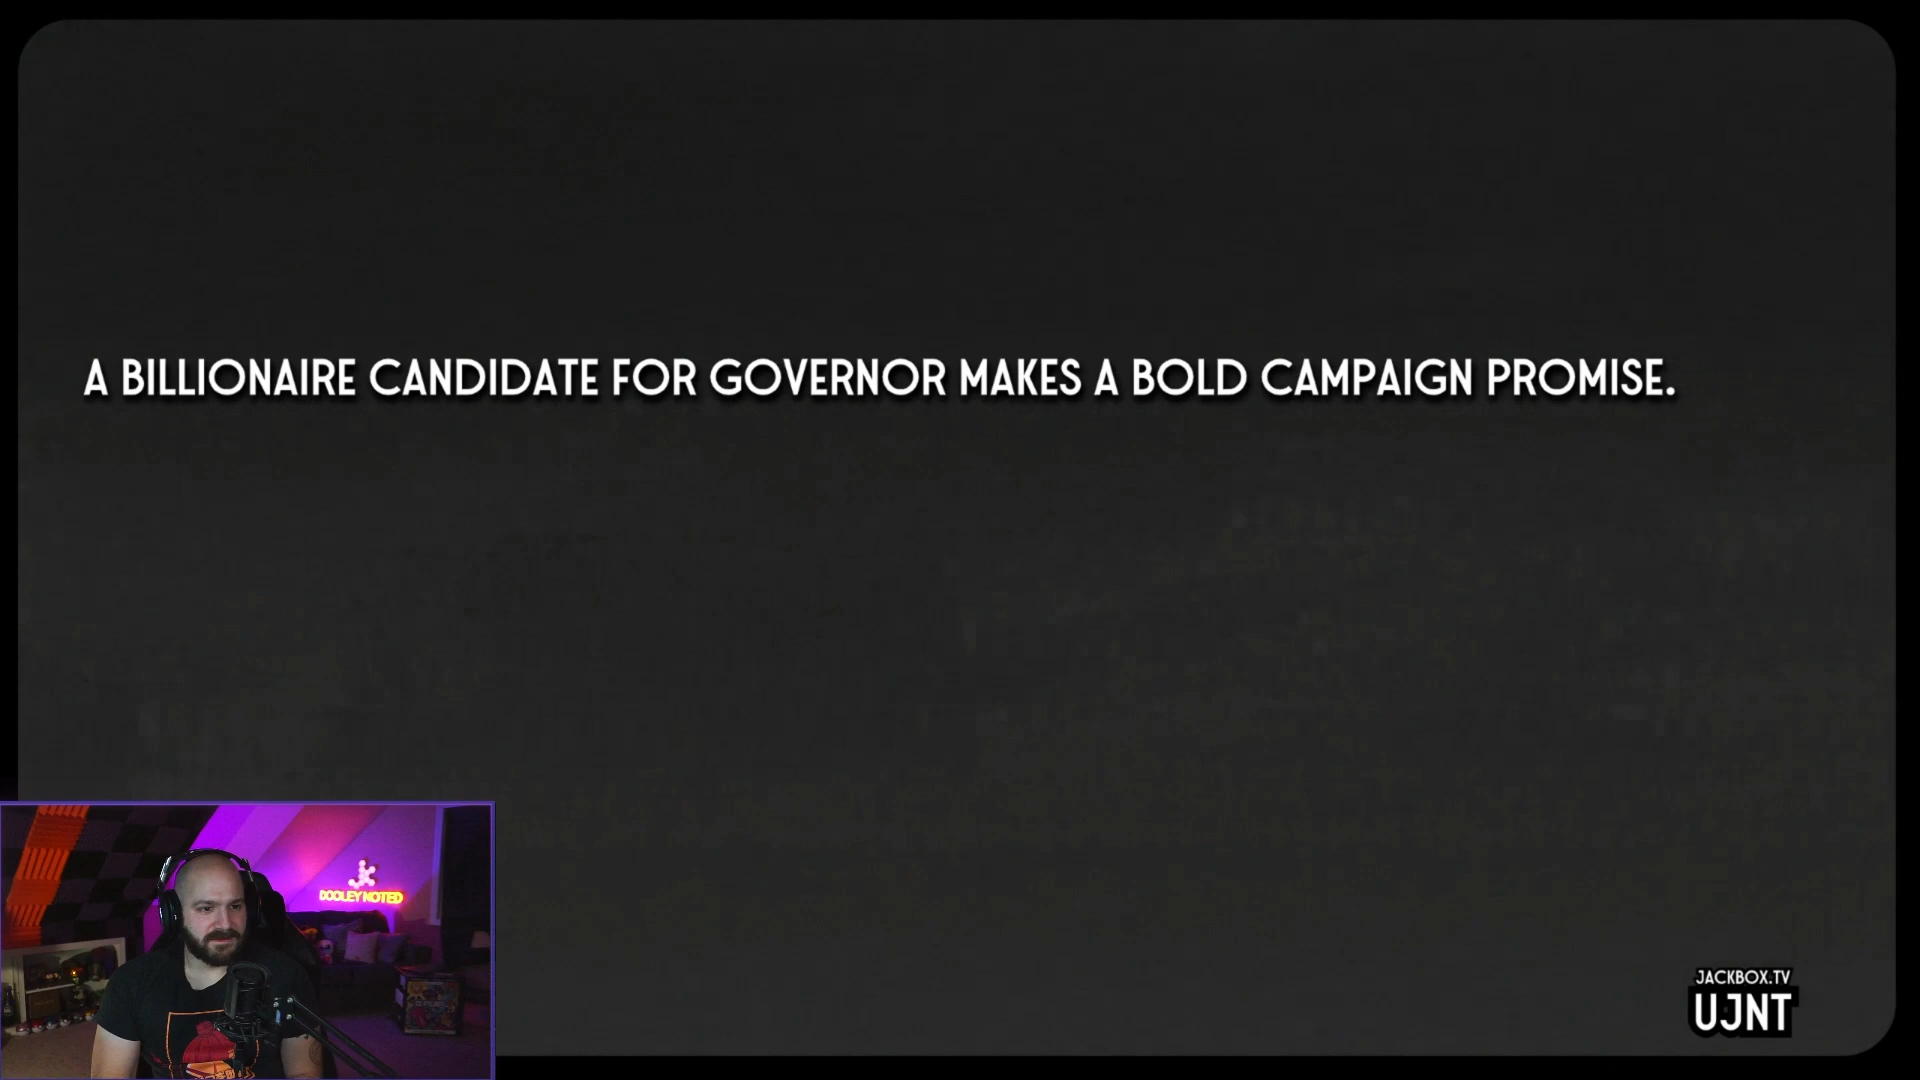 A BILLIONAIRE CANDIDATE FOR GOVERNOR MAKES A BOLD CAMPAIGN PROMISE.
DOOLEY NOTED
JACKBOX.TV
UJNT